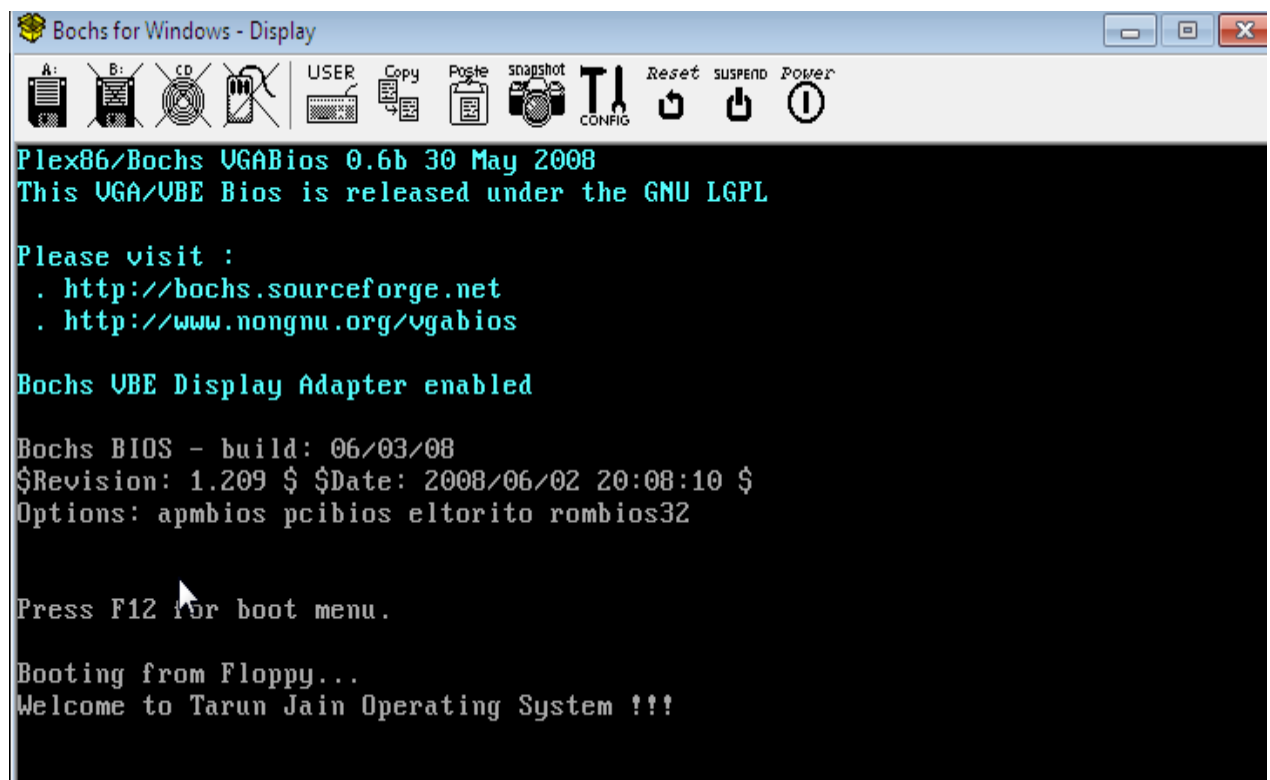 Bochs for Windows - Display
A: B: CD USER Copy Paste snapshot CONFIG Reset SUSPEND Power
Plex86/Bochs VGABios 0.6b 30 May 2008
This VGA/VBE Bios is released under the GNU LGPL
Please visit :
. http://bochs.sourceforge.net
. http://www.nongnu.org/vgabios
Bochs VBE Display Adapter enabled
Bochs BIOS - build: 06/03/08
$Revision: 1.209 $ $Date: 2008/06/02 20:08:10 $
Options: apmbios pcibios eltorito rombios32
Press F12 for boot menu.
Booting from Floppy...
Welcome to Tarun Jain Operating System !!!